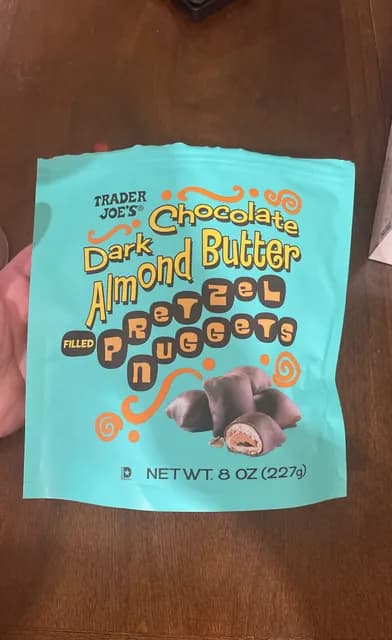 TRADER
JOE'S®
Chocolate
Dark
Almond Butter
FILLED PRETZEL
NUGGETS
D NET WT. 8 OZ (227g)